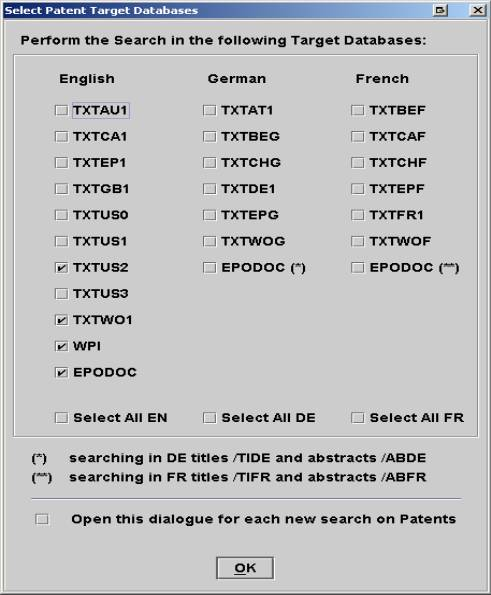 Select Patent Target Databases
Perform the Search in the following Target Databases:
English German French
TXTAU1 TXTAT1 TXTBEF
TXTCA1 TXTBEG TXTCAF
TXTEP1 TXTCHG TXTCHF
TXTGB1 TXTDE1 TXTEPF
TXTUS0 TXTEPG TXTFR1
TXTUS1 TXTWOG TXTWOF
TXTUS2 EPODOC (*) EPODOC (**)
TXTUS3
TXTWO1
WPI
EPODOC
Select All EN Select All DE Select All FR
(*) searching in DE titles /TIDE and abstracts /ABDE
(**) searching in FR titles /TIFR and abstracts /ABFR
Open this dialogue for each new search on Patents
OK